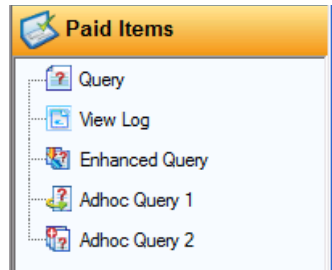 Paid Items
Query
View Log
Enhanced Query
Adhoc Query 1
Adhoc Query 2